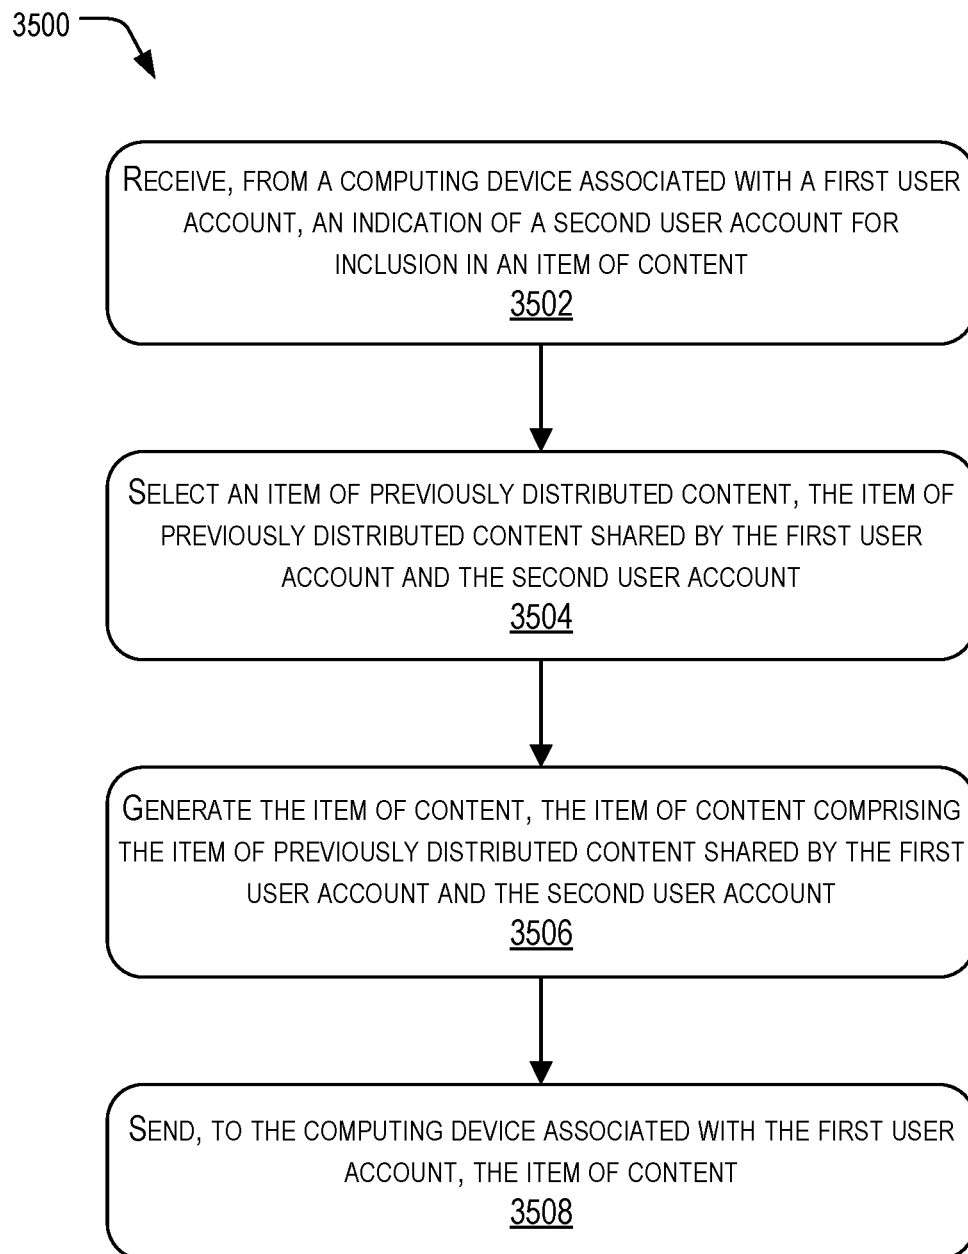 3500
RECEIVE, FROM A COMPUTING DEVICE ASSOCIATED WITH A FIRST USER
ACCOUNT, AN INDICATION OF A SECOND USER ACCOUNT FOR
INCLUSION IN AN ITEM OF CONTENT
3502
SELECT AN ITEM OF PREVIOUSLY DISTRIBUTED CONTENT, THE ITEM OF
PREVIOUSLY DISTRIBUTED CONTENT SHARED BY THE FIRST USER
ACCOUNT AND THE SECOND USER ACCOUNT
3504
GENERATE THE ITEM OF CONTENT, THE ITEM OF CONTENT COMPRISING
THE ITEM OF PREVIOUSLY DISTRIBUTED CONTENT SHARED BY THE FIRST
USER ACCOUNT AND THE SECOND USER ACCOUNT
3506
SEND, TO THE COMPUTING DEVICE ASSOCIATED WITH THE FIRST USER
ACCOUNT, THE ITEM OF CONTENT
3508